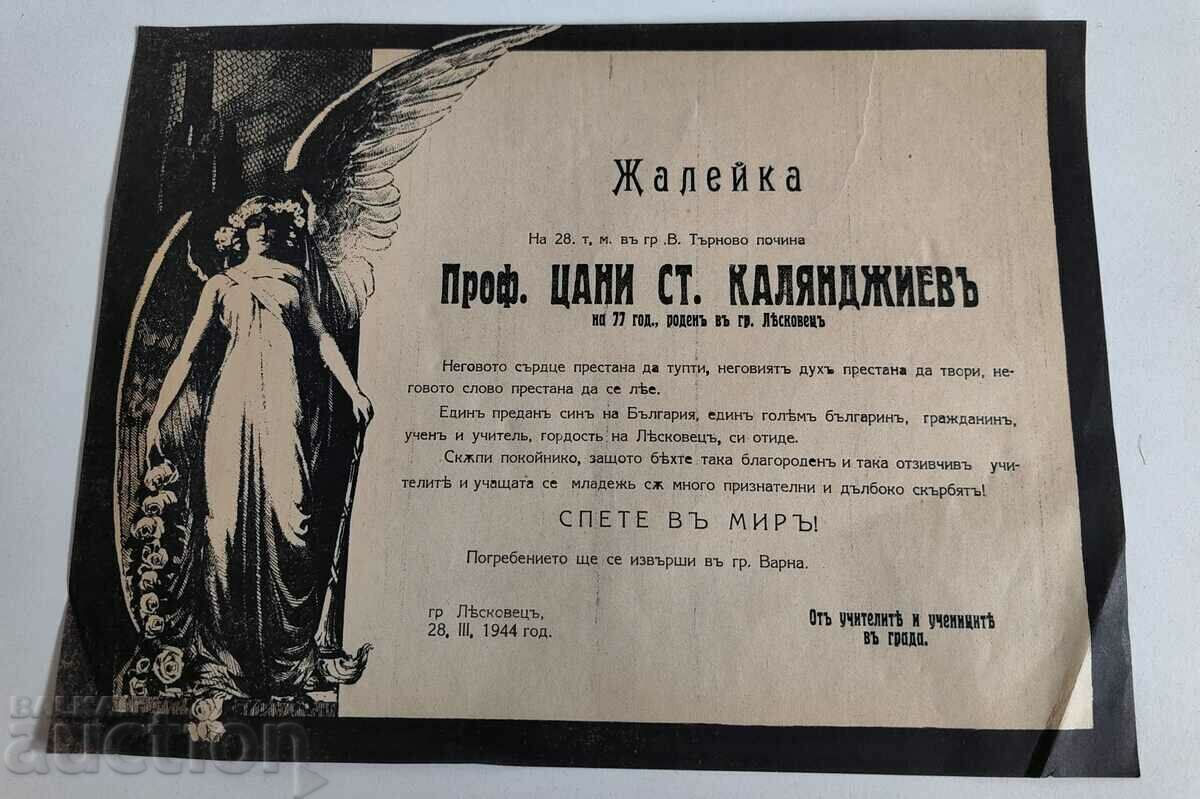 Жалейка
На 28. т, м. въ гр .В. Търново почина
Проф. ЦАНИ СТ. КАЛЯНДЖИЕВЪ
на 77 год., роденъ въ гр. Лѣсковецъ
Неговото сърдце престана да тупти, неговиятъ духъ престана да твори, не-
говото слово престана да се лѣе.
Единъ преданъ синъ на България, единъ голѣмъ българинъ, гражданинъ,
ученъ и учитель, гордость на Лѣсковецъ, си отиде.
Скѫпи покойнико, защото бѣхте така благороденъ и така отзивчивъ учи-
телитѣ и учащата се младежь сѫ много признателни и дълбоко скърбятъ!
СПЕТЕ ВЪ МИРЪ!
Погребението ще се извърши въ гр. Варна.
гр Лѣсковецъ,
28, III, 1944 год.
Отъ учителитѣ и ученицитѣ
въ града.
auction